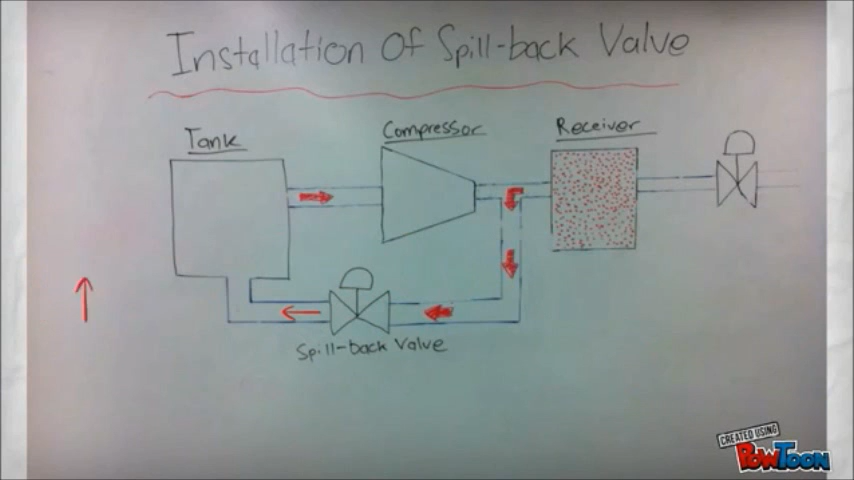 Installation Of Spill-back Valve
Tank
Compressor
Receiver
Spill-back Valve
CREATED USING
POWTOON